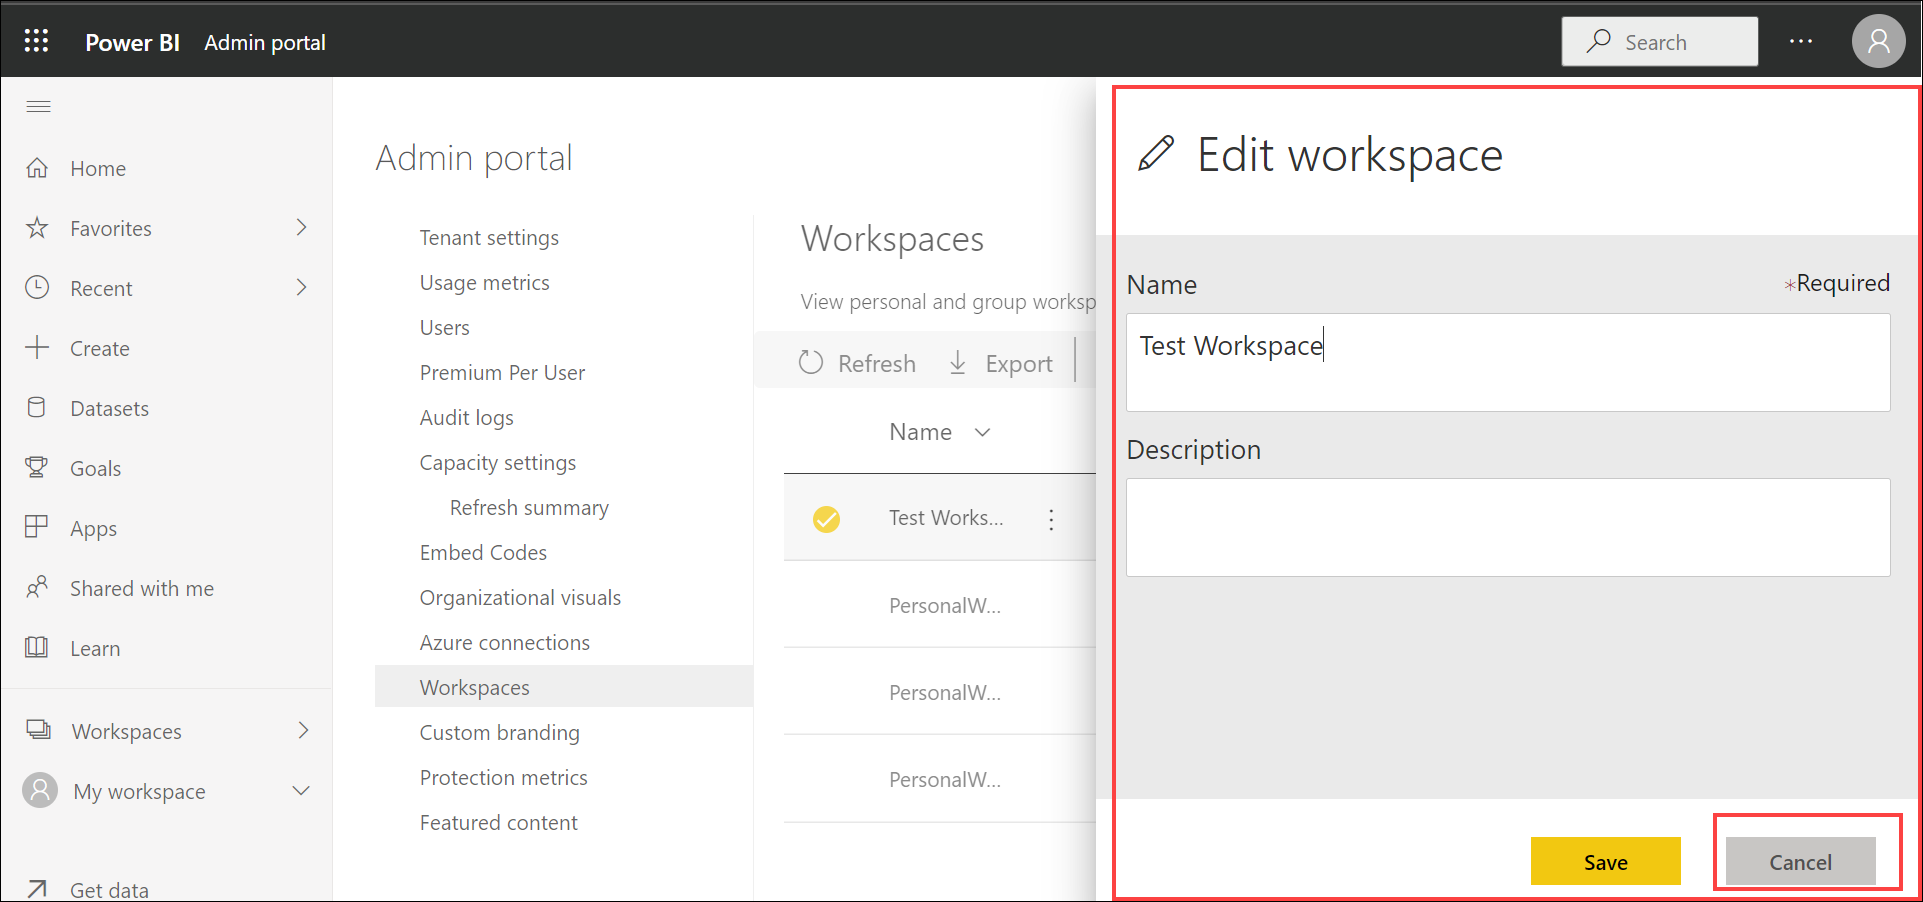 Power BI Admin portal
Search
Home
Favorites
Recent
Create
Datasets
Goals
Apps
Shared with me
Learn
Workspaces
My workspace
Get data
Admin portal
Tenant settings
Usage metrics
Users
Premium Per User
Audit logs
Capacity settings
Refresh summary
Embed Codes
Organizational visuals
Azure connections
Workspaces
Custom branding
Protection metrics
Featured content
Workspaces
View personal and group worksp
Refresh Export
Name
Test Works...
PersonalW...
PersonalW...
PersonalW...
Edit workspace
Name *Required
Test Workspace
Description
Save Cancel